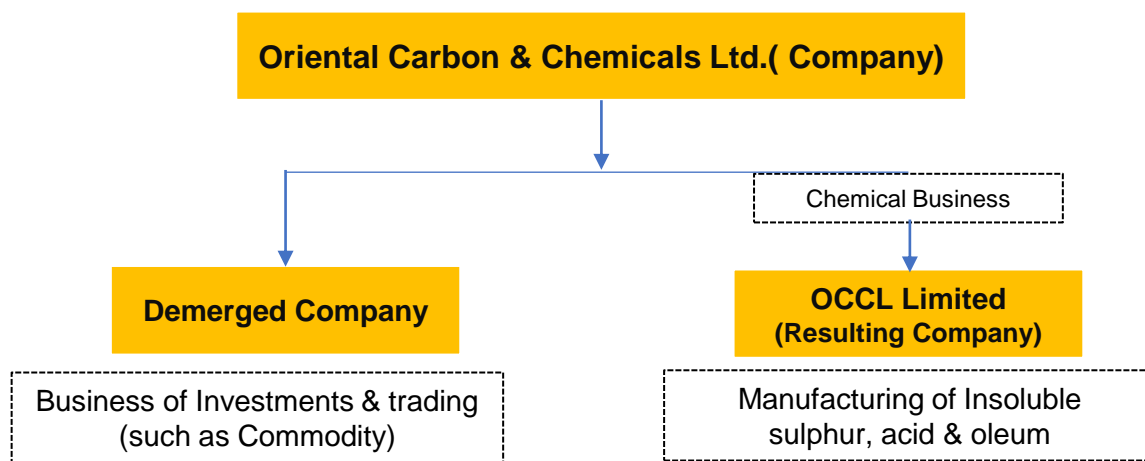 Oriental Carbon & Chemicals Ltd.( Company)
Chemical Business
Demerged Company
OCCL Limited
(Resulting Company)
Business of Investments & trading
(such as Commodity)
Manufacturing of Insoluble
sulphur, acid & oleum